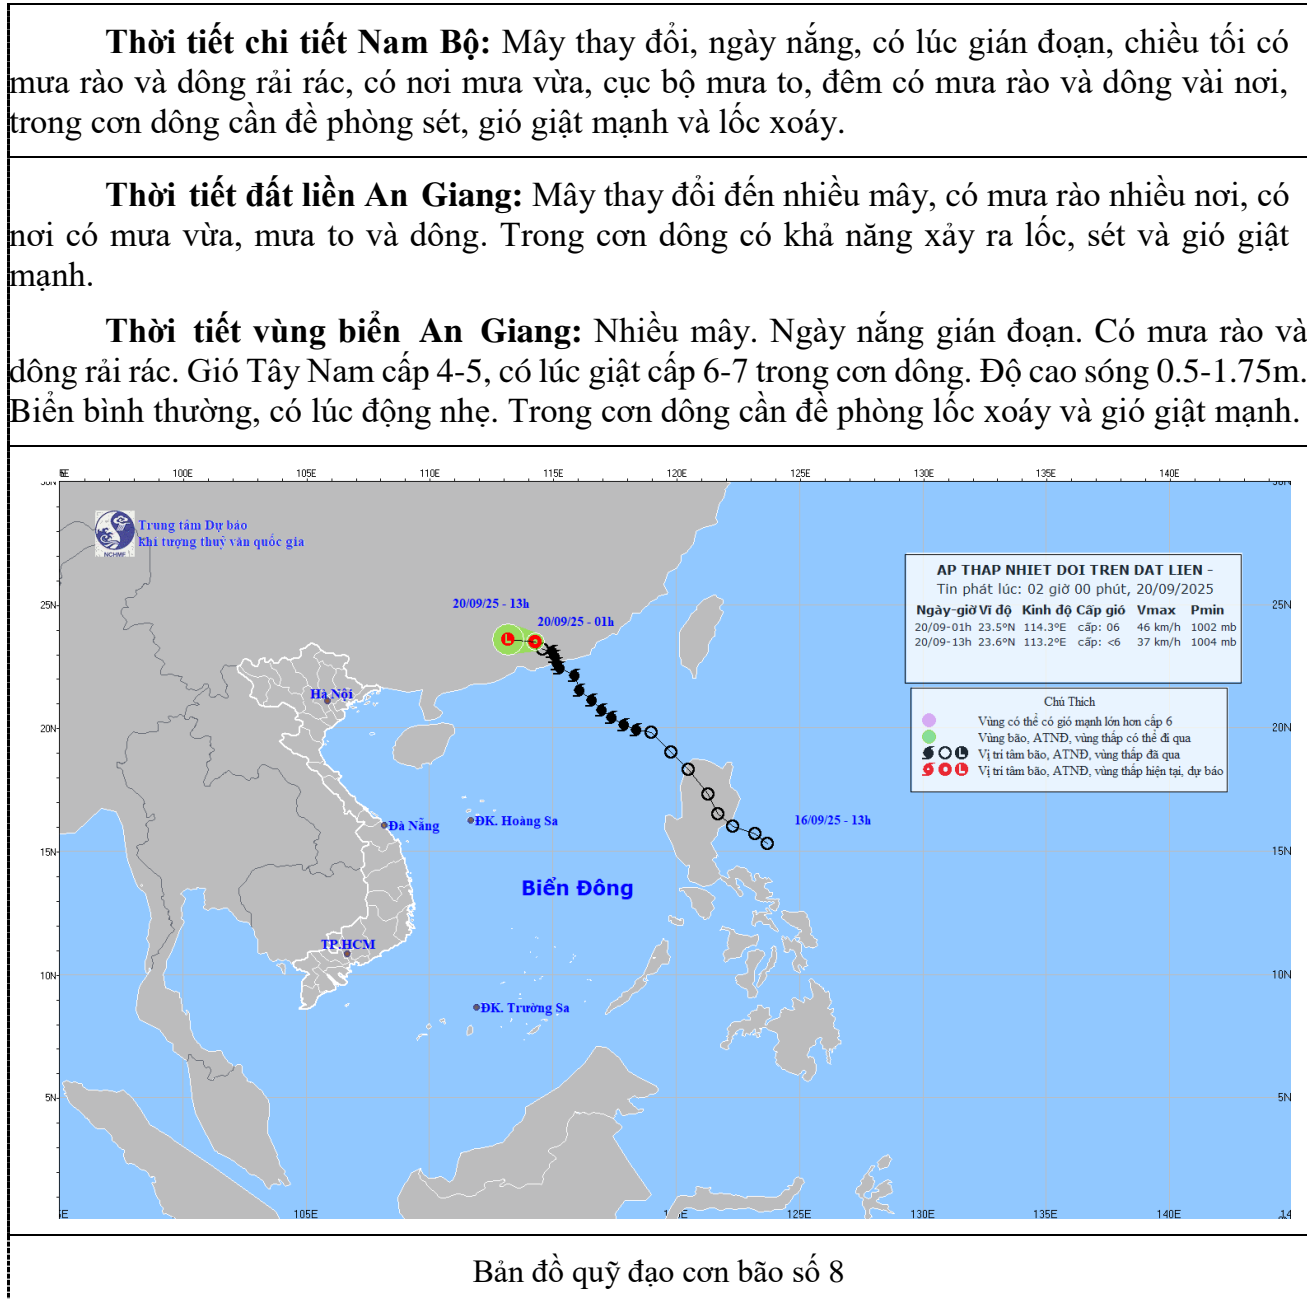 Thời tiết chi tiết Nam Bộ: Mây thay đổi, ngày nắng, có lúc gián đoạn, chiều tối có
mưa rào và dông rải rác, có nơi mưa vừa, cục bộ mưa to, đêm có mưa rào và dông vài nơi,
trong cơn dông cần đề phòng sét, gió giật mạnh và lốc xoáy.
Thời tiết đất liền An Giang: Mây thay đổi đến nhiều mây, có mưa rào nhiều nơi, có
nơi có mưa vừa, mưa to và dông. Trong cơn dông có khả năng xảy ra lốc, sét và gió giật
mạnh.
Thời tiết vùng biển An Giang: Nhiều mây. Ngày nắng gián đoạn. Có mưa rào và
dông rải rác. Gió Tây Nam cấp 4-5, có lúc giật cấp 6-7 trong cơn dông. Độ cao sóng 0.5-1.75m.
Biển bình thường, có lúc động nhẹ. Trong cơn dông cần đề phòng lốc xoáy và gió giật mạnh.
100E 105E 110E 115E 120E 125E 130E 135E 140E
Trung tâm Dự báo
khí tượng thuỷ văn quốc gia
NCHMF
AP THAP NHIET DOI TREN DAT LIEN -
Tin phát lúc: 02 giờ 00 phút, 20/09/2025
Ngày-giờ Vĩ độ Kinh độ Cấp gió Vmax Pmin
20/09-01h 23.5°N 114.3°E cấp: 06 46 km/h 1002 mb
20/09-13h 23.6°N 113.2°E cấp: <6 37 km/h 1004 mb
25N 25N
20/09/25 - 13h
20/09/25 - 01h
L
Chú Thích
Vùng có thể có gió mạnh lớn hơn cấp 6
Vùng bão, ATNĐ, vùng thấp có thể đi qua
L Vị trí tâm bão, ATNĐ, vùng thấp đã qua
L Vị trí tâm bão, ATNĐ, vùng thấp hiện tại, dự báo
Hà Nội
20N 20N
16/09/25 - 13h
Đà Nẵng
ĐK. Hoàng Sa
15N 15N
Biển Đông
TP.HCM
10N 10N
ĐK. Trường Sa
5N 5N
105E 125E 130E 135E 140E
Bản đồ quỹ đạo cơn bão số 8